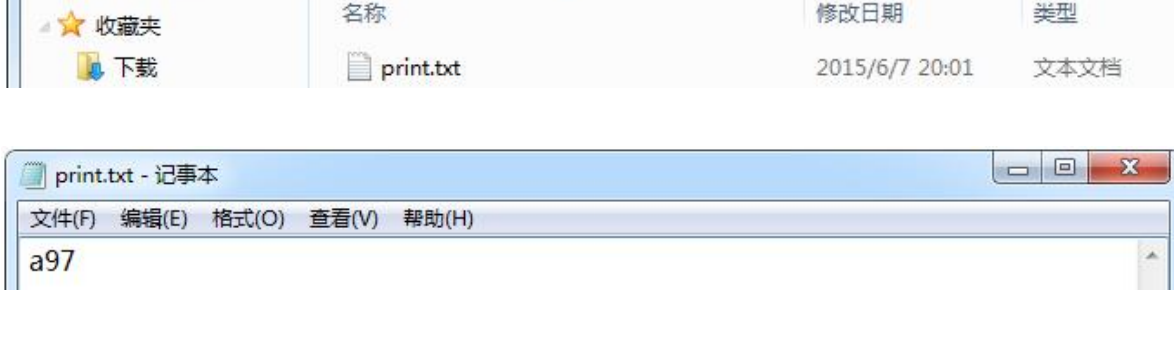 收藏夹 名称 修改日期 类型
下载 print.txt 2015/6/7 20:01 文本文档
print.txt - 记事本
文件(F) 编辑(E) 格式(O) 查看(V) 帮助(H)
a97